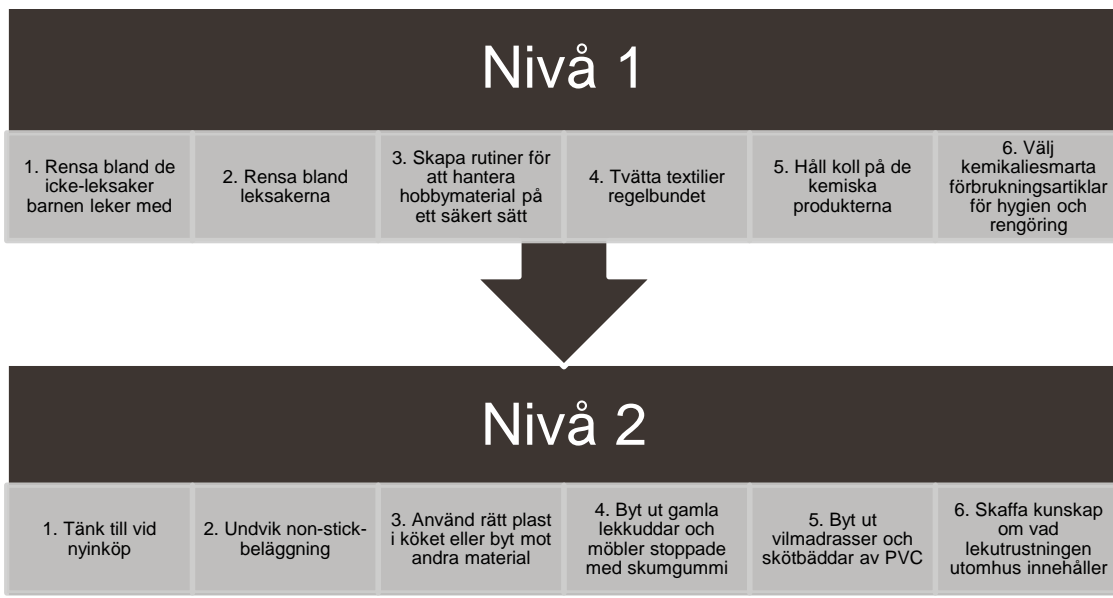 Nivå 1
1. Rensa bland de
icke-leksaker
barnen leker med
2. Rensa bland
leksakerna
3. Skapa rutiner för
att hantera
hobbymaterial på
ett säkert sätt
4. Tvätta textilier
regelbundet
5. Håll koll på de
kemiska
produkterna
6. Välj
kemikaliesmarta
förbrukningsartiklar
för hygien och
rengöring
Nivå 2
1. Tänk till vid
nyinköp
2. Undvik non-stick-
beläggning
3. Använd rätt plast
i köket eller byt mot
andra material
4. Byt ut gamla
lekkuddar och
möbler stoppade
med skumgummi
5. Byt ut
vilmadrasser och
skötbäddar av PVC
6. Skaffa kunskap
om vad
lekutrustningen
utomhus innehåller